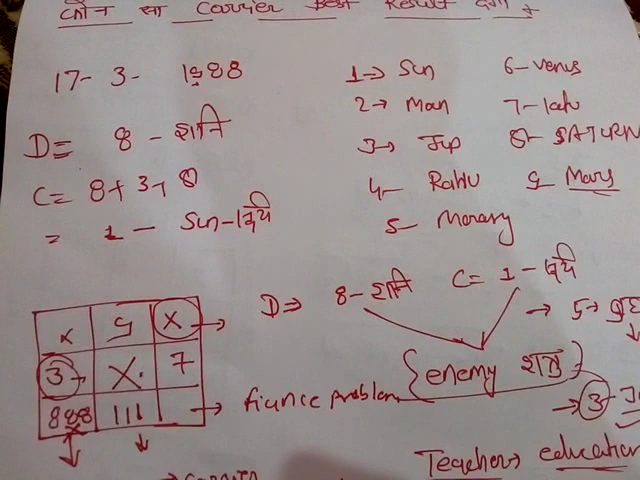 कौन सा Carrier Best Result देगा
17-3-1988
1→ Sun
6-venus
2→ Moon
7-ketu
D= 8-शनि
3→ Jup
8-SATURN
C= 8+3+8
4- Rahu
9- Mars
= 1- Sun-सूर्य
5- Merary
D⇒ 8-शनि C= 1-सूर्य
x 9 x
{enemy शत्रु}
3 x. 7
888 111 → fiance problem
→ 3-
Teacher→ education